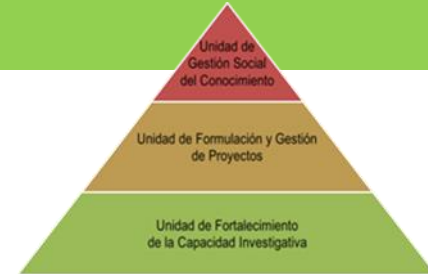 Unidad de
Gestión Social
del Conocimiento
Unidad de Formulación y Gestión
de Proyectos
Unidad de Fortalecimiento
de la Capacidad Investigativa